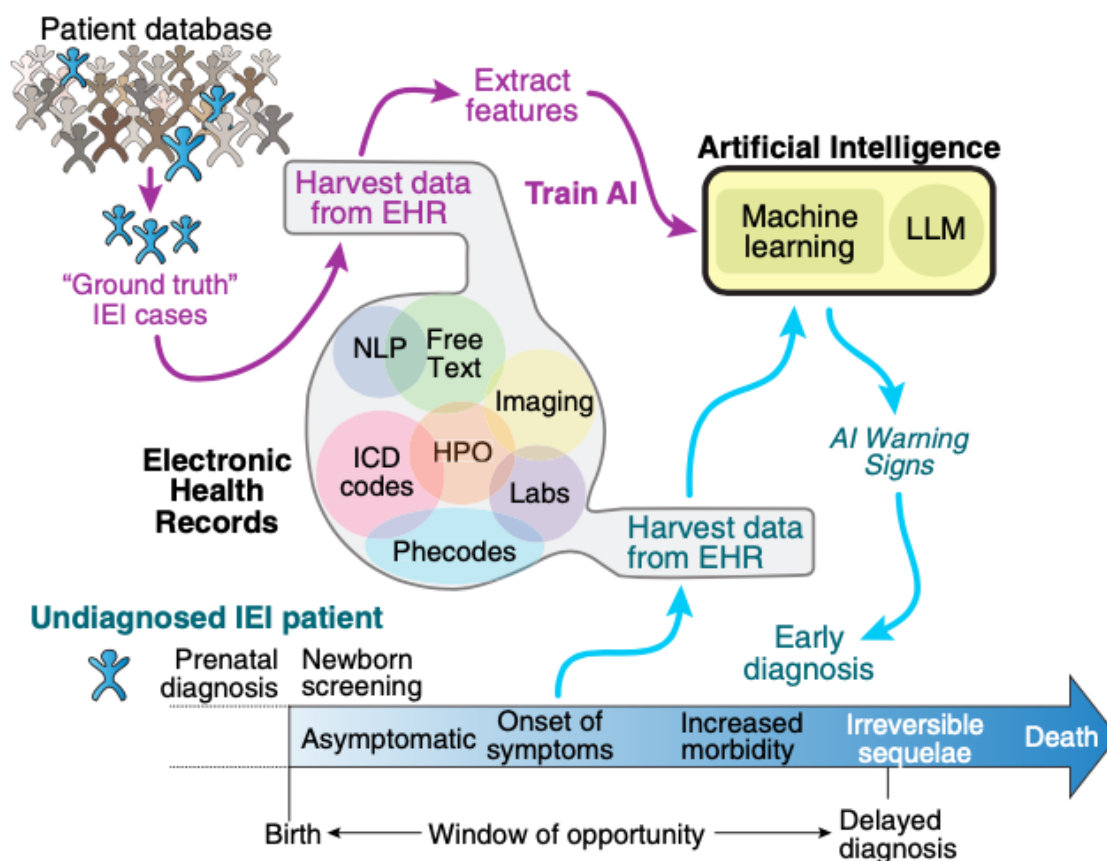 Patient database
Extract
features
Artificial Intelligence
Harvest data
from EHR
Train AI
Machine
learning
LLM
“Ground truth”
IEI cases
NLP
Free
Text
Imaging
AI Warning
Signs
Electronic
Health
Records
ICD
codes
HPO
Labs
Phecodes
Harvest data
from EHR
Undiagnosed IEI patient
Early
diagnosis
Prenatal
diagnosis
Newborn
screening
Asymptomatic
Onset of
symptoms
Increased
morbidity
Irreversible
sequelae
Death
Birth
Window of opportunity
Delayed
diagnosis